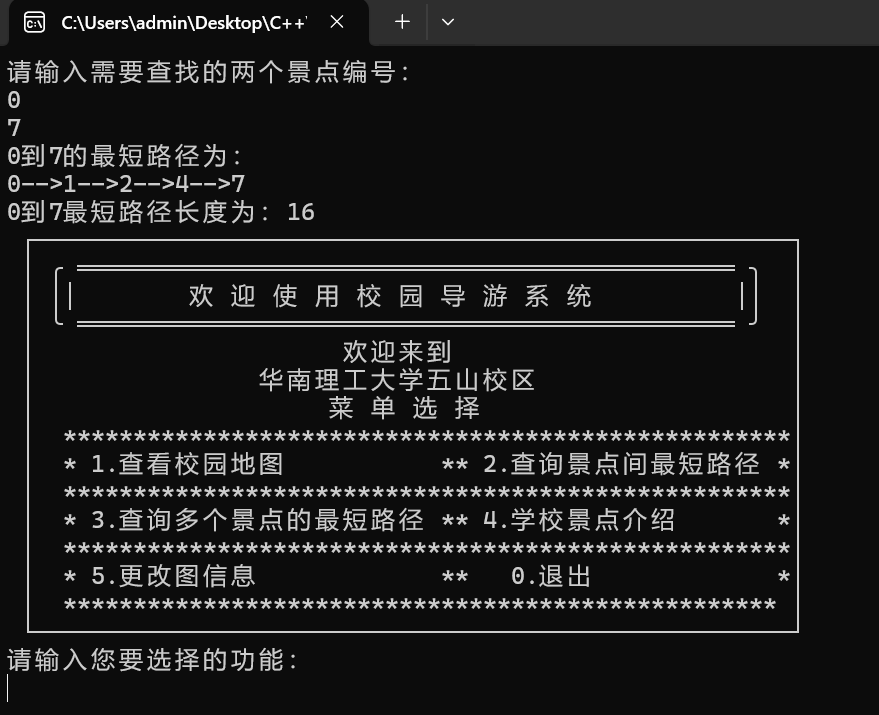 C:\Users\admin\Desktop\C++'
请输入需要查找的两个景点编号:
0
7
0到7的最短路径为:
0-->1-->2-->4-->7
0到7最短路径长度为: 16
欢 迎 使 用 校 园 导 游 系 统
欢迎来到
华南理工大学五山校区
菜 单 选 择
****************************************************
* 1.查看校园地图 ** 2.查询景点间最短路径 *
****************************************************
* 3.查询多个景点的最短路径 ** 4.学校景点介绍 *
****************************************************
* 5.更改图信息 ** 0.退出 *
***************************************************
请输入您要选择的功能: